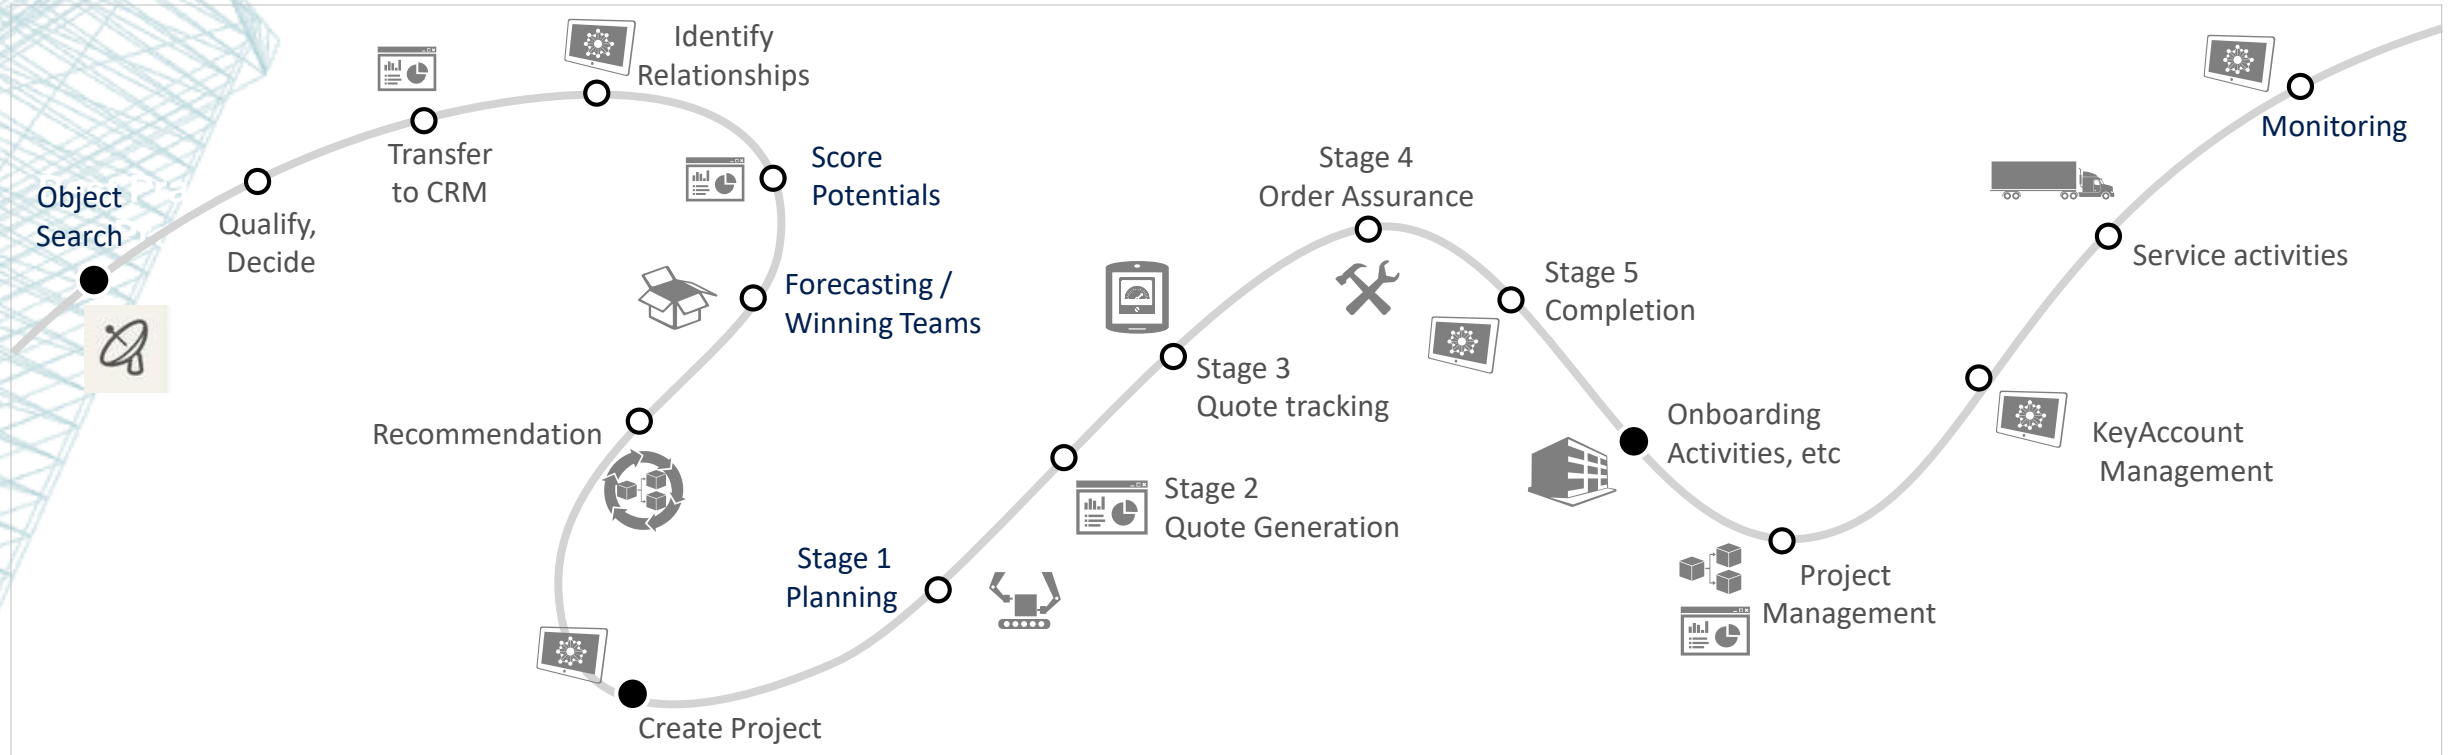 Object
Search
Qualify,
Decide
Transfer
to CRM
Identify
Relationships
Score
Potentials
Forecasting /
Winning Teams
Recommendation
Create Project
Stage 1
Planning
Stage 2
Quote Generation
Stage 3
Quote tracking
Stage 4
Order Assurance
Stage 5
Completion
Onboarding
Activities, etc
Project
Management
KeyAccount
Management
Service activities
Monitoring